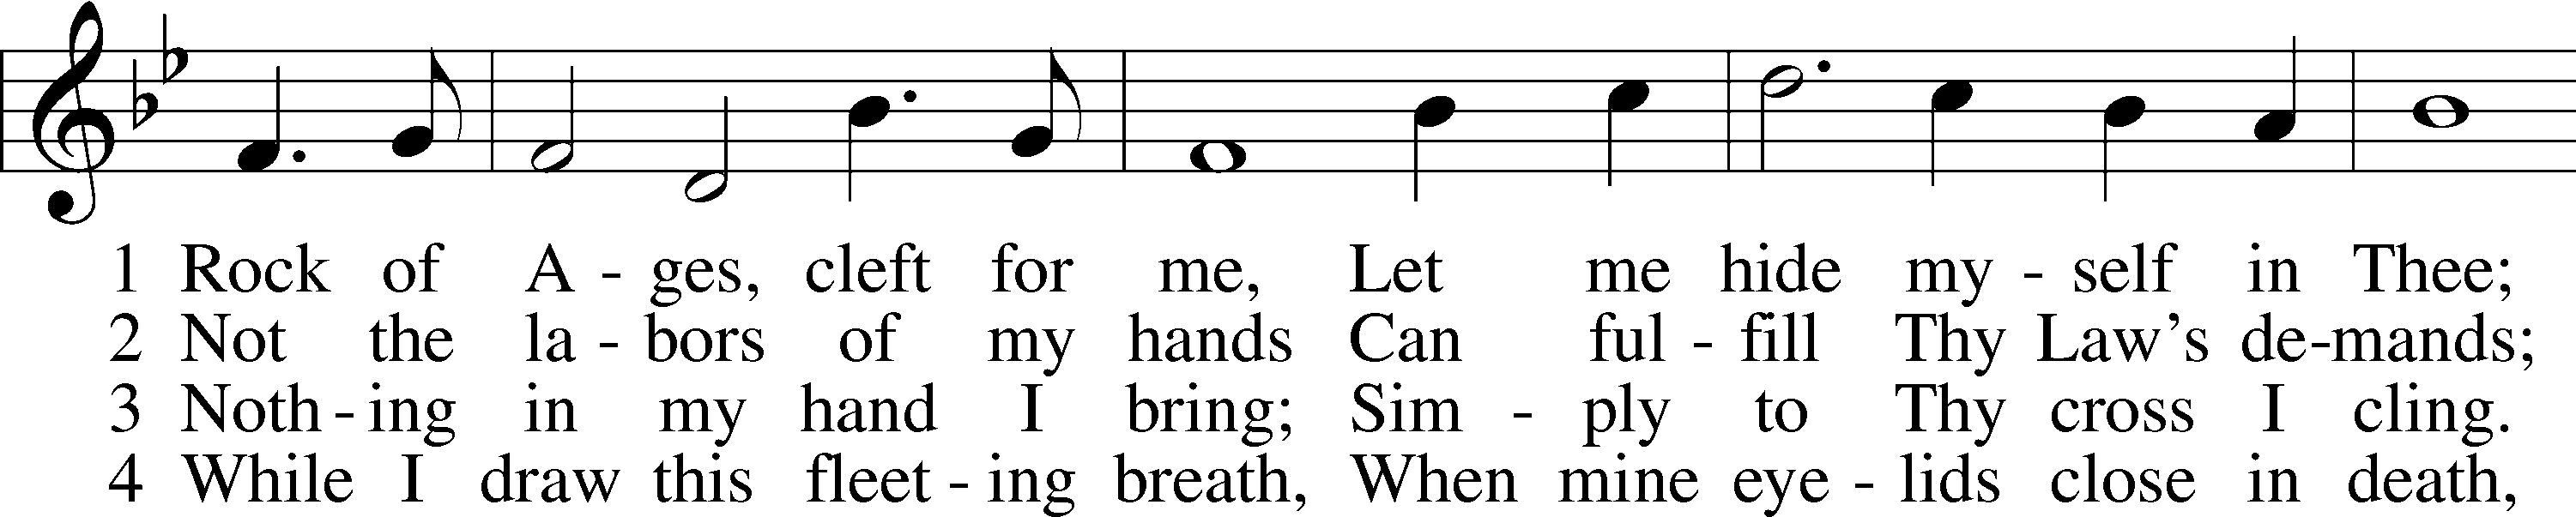 1 Rock of A - ges, cleft for me, Let me hide my - self in Thee;
2 Not the la - bors of my hands Can ful - fill Thy Law’s de-mands;
3 Noth - ing in my hand I bring; Sim - ply to Thy cross I cling.
4 While I draw this fleet - ing breath, When mine eye - lids close in death,